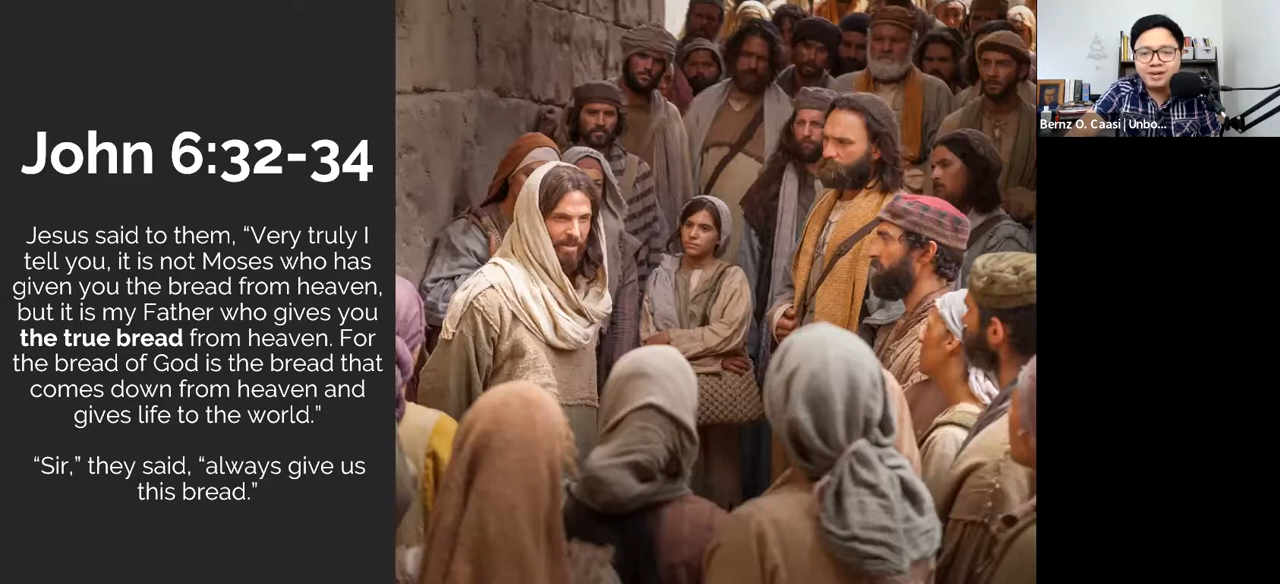 John 6:32-34
Jesus said to them, “Very truly I
tell you, it is not Moses who has
given you the bread from heaven,
but it is my Father who gives you
the true bread from heaven. For
the bread of God is the bread that
comes down from heaven and
gives life to the world.”
“Sir,” they said, “always give us
this bread.”
Bernz O. Caasi | Unbo...